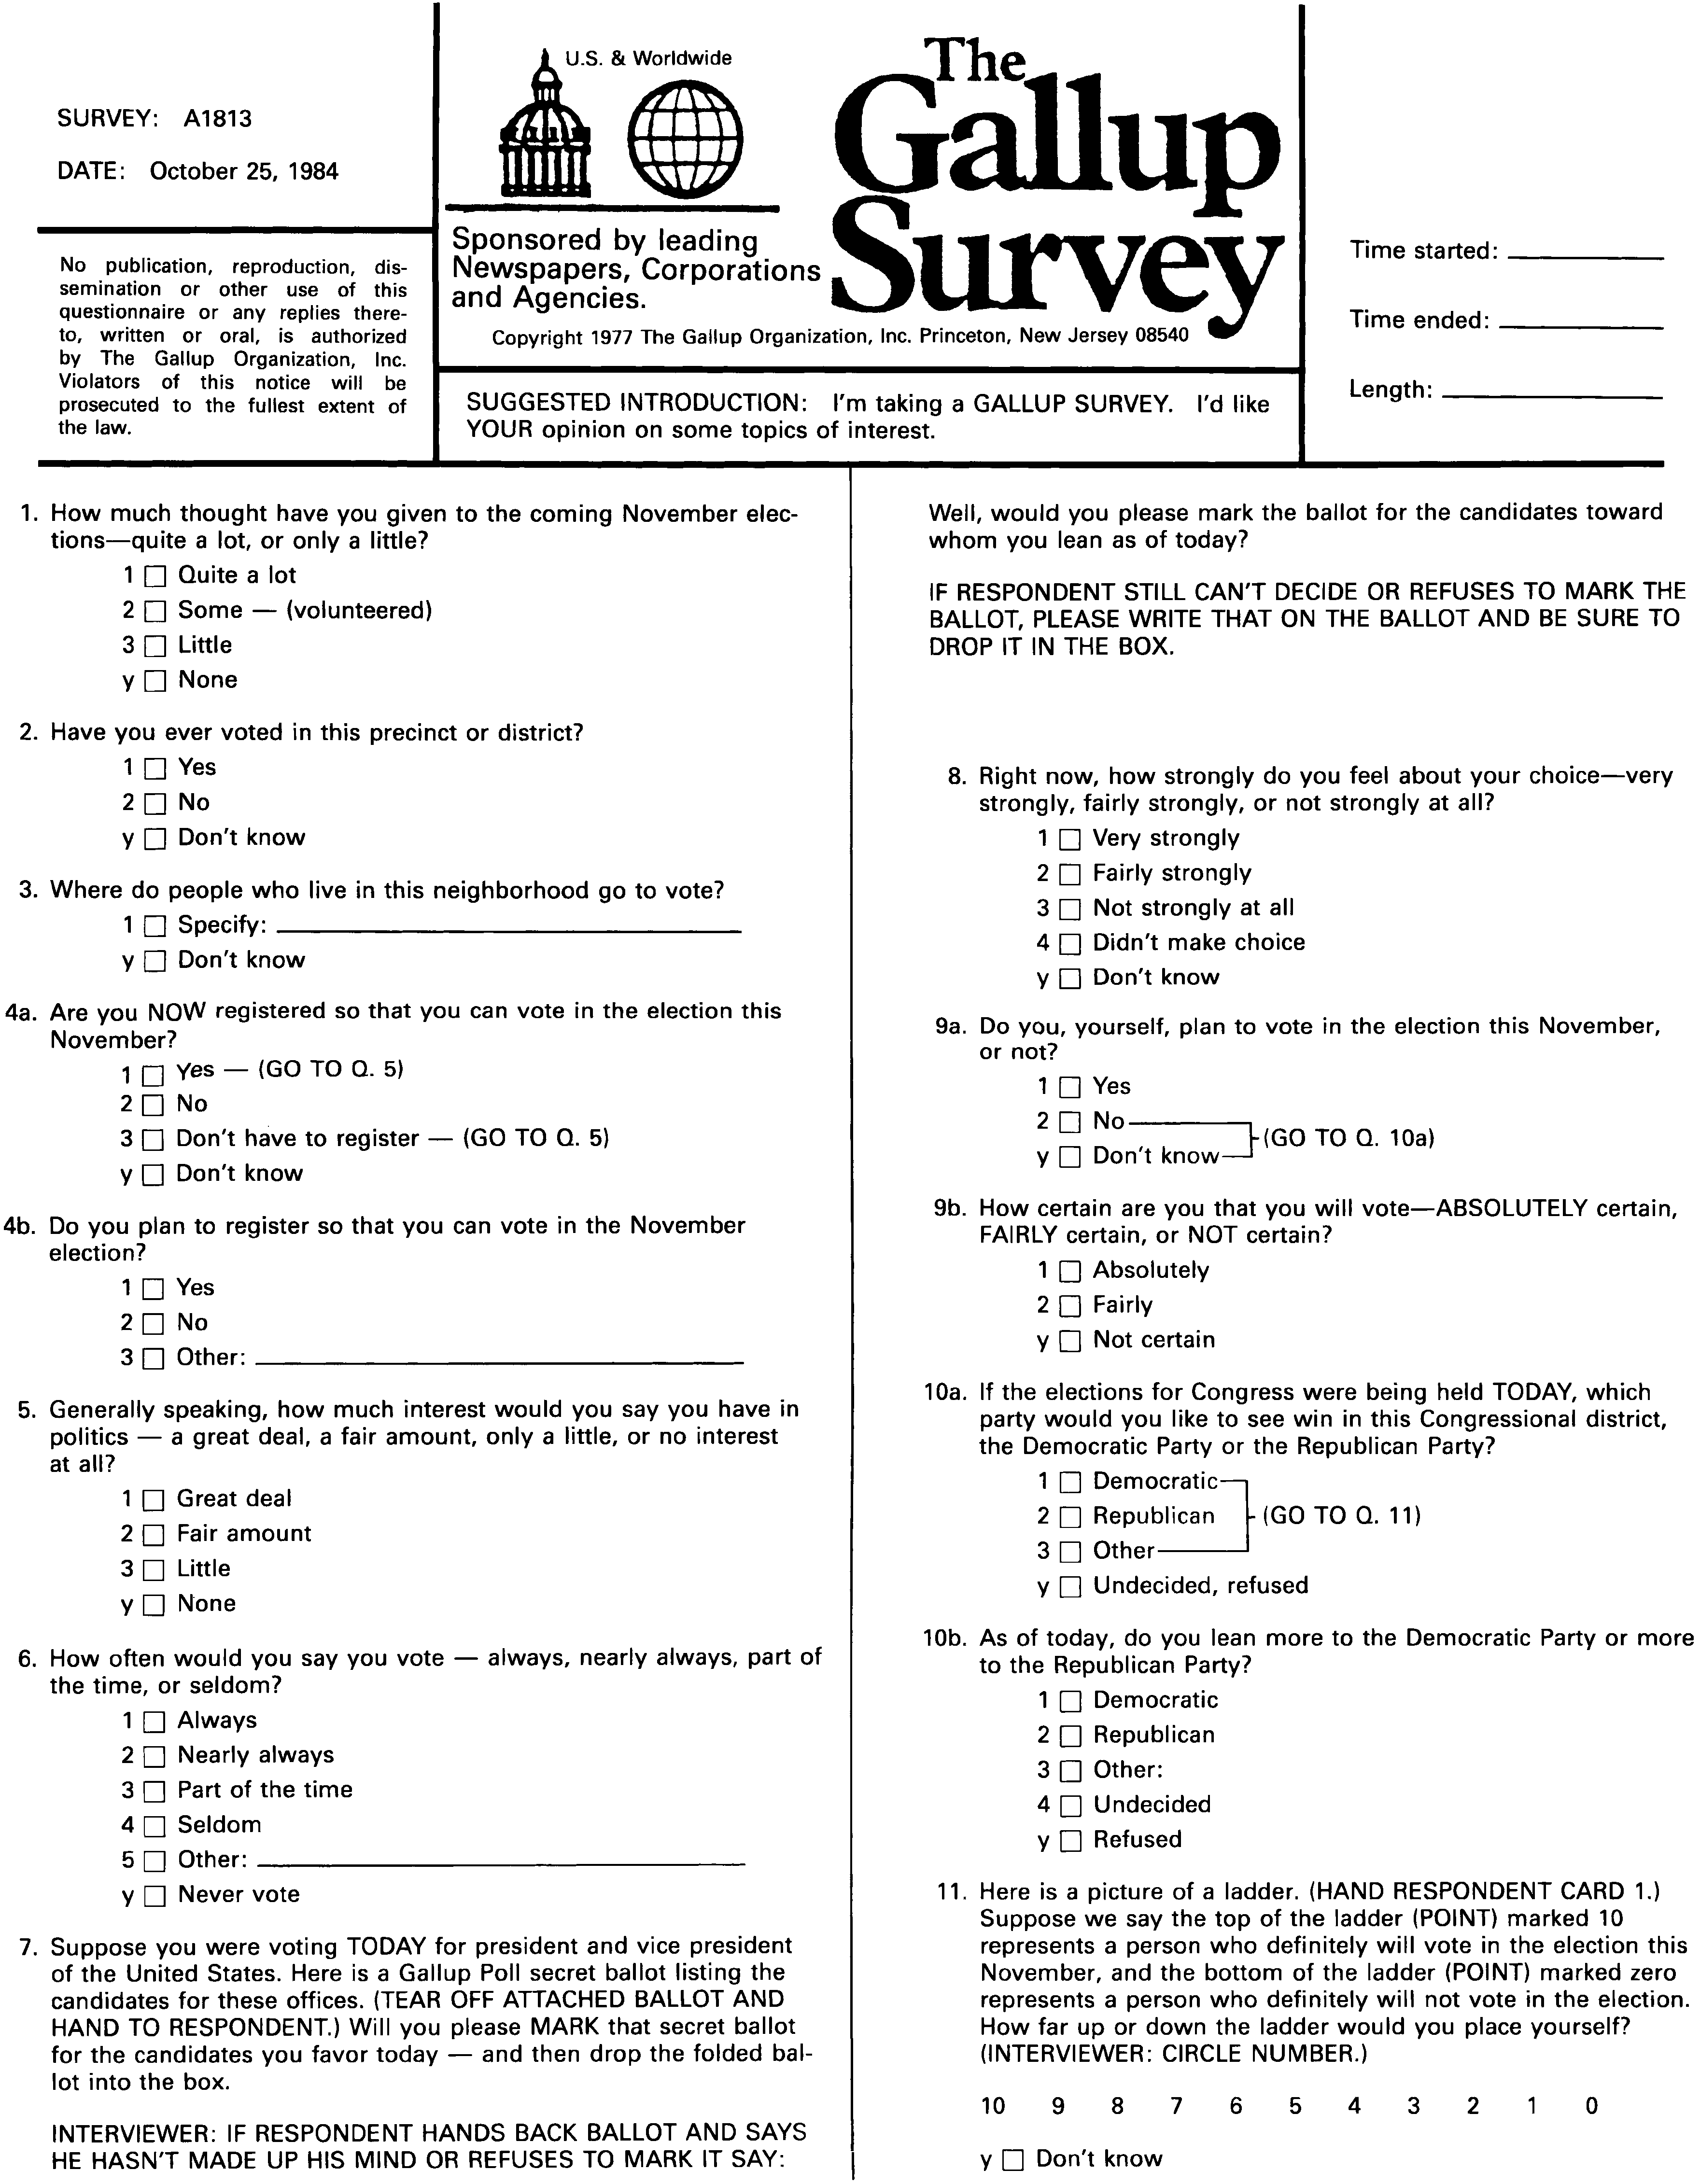 SURVEY: A1813
DATE: October 25, 1984
No publication, reproduction, dis-
semination or other use of this
questionnaire or any replies there-
to, written or oral, is authorized
by The Gallup Organization, Inc.
Violators of this notice will be
prosecuted to the fullest extent of
the law.
U.S. & Worldwide
Sponsored by leading
Newspapers, Corporations
and Agencies.
The
Gallup
Survey
Copyright 1977 The Gallup Organization, Inc. Princeton, New Jersey 08540
SUGGESTED INTRODUCTION: I'm taking a GALLUP SURVEY. I'd like
YOUR opinion on some topics of interest.
Time started:
Time ended:
Length:
1. How much thought have you given to the coming November elec-
tions—quite a lot, or only a little?
1 □ Quite a lot
2 □ Some — (volunteered)
3 □ Little
y □ None
2. Have you ever voted in this precinct or district?
1 □ Yes
2 □ No
y □ Don't know
3. Where do people who live in this neighborhood go to vote?
1 □ Specify:
y □ Don't know
4a. Are you NOW registered so that you can vote in the election this
November?
1 □ Yes — (GO TO Q. 5)
2 □ No
3 □ Don't have to register — (GO TO Q. 5)
y □ Don't know
4b. Do you plan to register so that you can vote in the November
election?
1 □ Yes
2 □ No
3 □ Other:
5. Generally speaking, how much interest would you say you have in
politics — a great deal, a fair amount, only a little, or no interest
at all?
1 □ Great deal
2 □ Fair amount
3 □ Little
y □ None
6. How often would you say you vote — always, nearly always, part of
the time, or seldom?
1 □ Always
2 □ Nearly always
3 □ Part of the time
4 □ Seldom
5 □ Other:
y □ Never vote
7. Suppose you were voting TODAY for president and vice president
of the United States. Here is a Gallup Poll secret ballot listing the
candidates for these offices. (TEAR OFF ATTACHED BALLOT AND
HAND TO RESPONDENT.) Will you please MARK that secret ballot
for the candidates you favor today — and then drop the folded bal-
lot into the box.
INTERVIEWER: IF RESPONDENT HANDS BACK BALLOT AND SAYS
HE HASN'T MADE UP HIS MIND OR REFUSES TO MARK IT SAY:
Well, would you please mark the ballot for the candidates toward
whom you lean as of today?
IF RESPONDENT STILL CAN'T DECIDE OR REFUSES TO MARK THE
BALLOT, PLEASE WRITE THAT ON THE BALLOT AND BE SURE TO
DROP IT IN THE BOX.
8. Right now, how strongly do you feel about your choice—very
strongly, fairly strongly, or not strongly at all?
1 □ Very strongly
2 □ Fairly strongly
3 □ Not strongly at all
4 □ Didn't make choice
y □ Don't know
9a. Do you, yourself, plan to vote in the election this November,
or not?
1 □ Yes
2 □ No
(GO TO Q. 10a)
y □ Don't know
9b. How certain are you that you will vote—ABSOLUTELY certain,
FAIRLY certain, or NOT certain?
1 □ Absolutely
2 □ Fairly
y □ Not certain
10a. If the elections for Congress were being held TODAY, which
party would you like to see win in this Congressional district,
the Democratic Party or the Republican Party?
1 □ Democratic
2 □ Republican (GO TO Q. 11)
3 □ Other
y □ Undecided, refused
10b. As of today, do you lean more to the Democratic Party or more
to the Republican Party?
1 □ Democratic
2 □ Republican
3 □ Other:
4 □ Undecided
y □ Refused
11. Here is a picture of a ladder. (HAND RESPONDENT CARD 1.)
Suppose we say the top of the ladder (POINT) marked 10
represents a person who definitely will vote in the election this
November, and the bottom of the ladder (POINT) marked zero
represents a person who definitely will not vote in the election.
How far up or down the ladder would you place yourself?
(INTERVIEWER: CIRCLE NUMBER.)
10 9 8 7 6 5 4 3 2 1 0
y □ Don't know